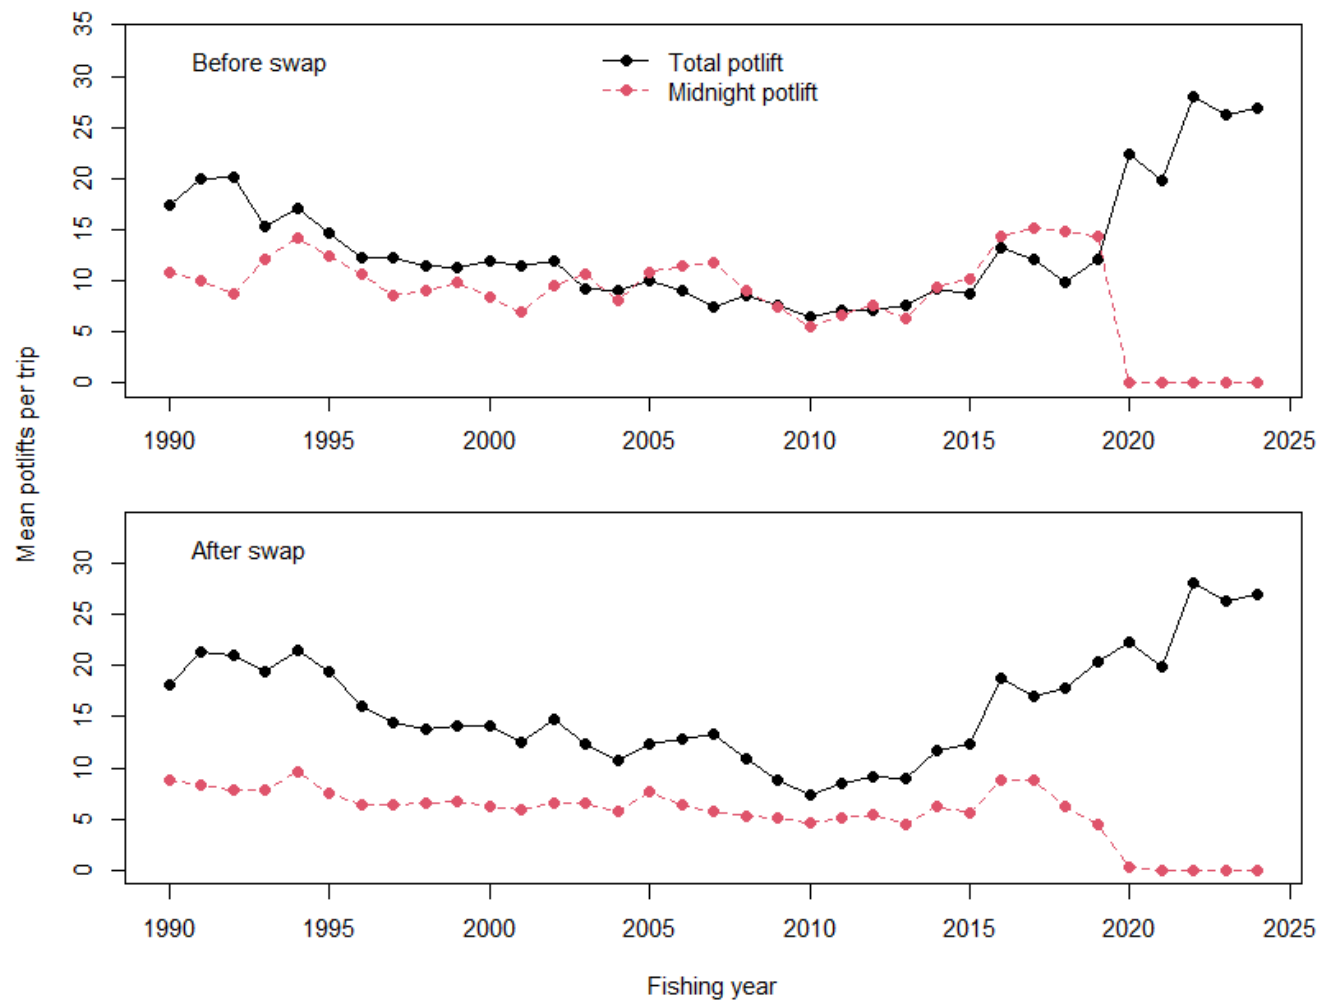 Mean potlifts per trip
35
30
25
20
15
10
5
0
Before swap
Total potlift
Midnight potlift
1990 1995 2000 2005 2010 2015 2020 2025
30
25
20
15
10
5
0
After swap
1990 1995 2000 2005 2010 2015 2020 2025
Fishing year